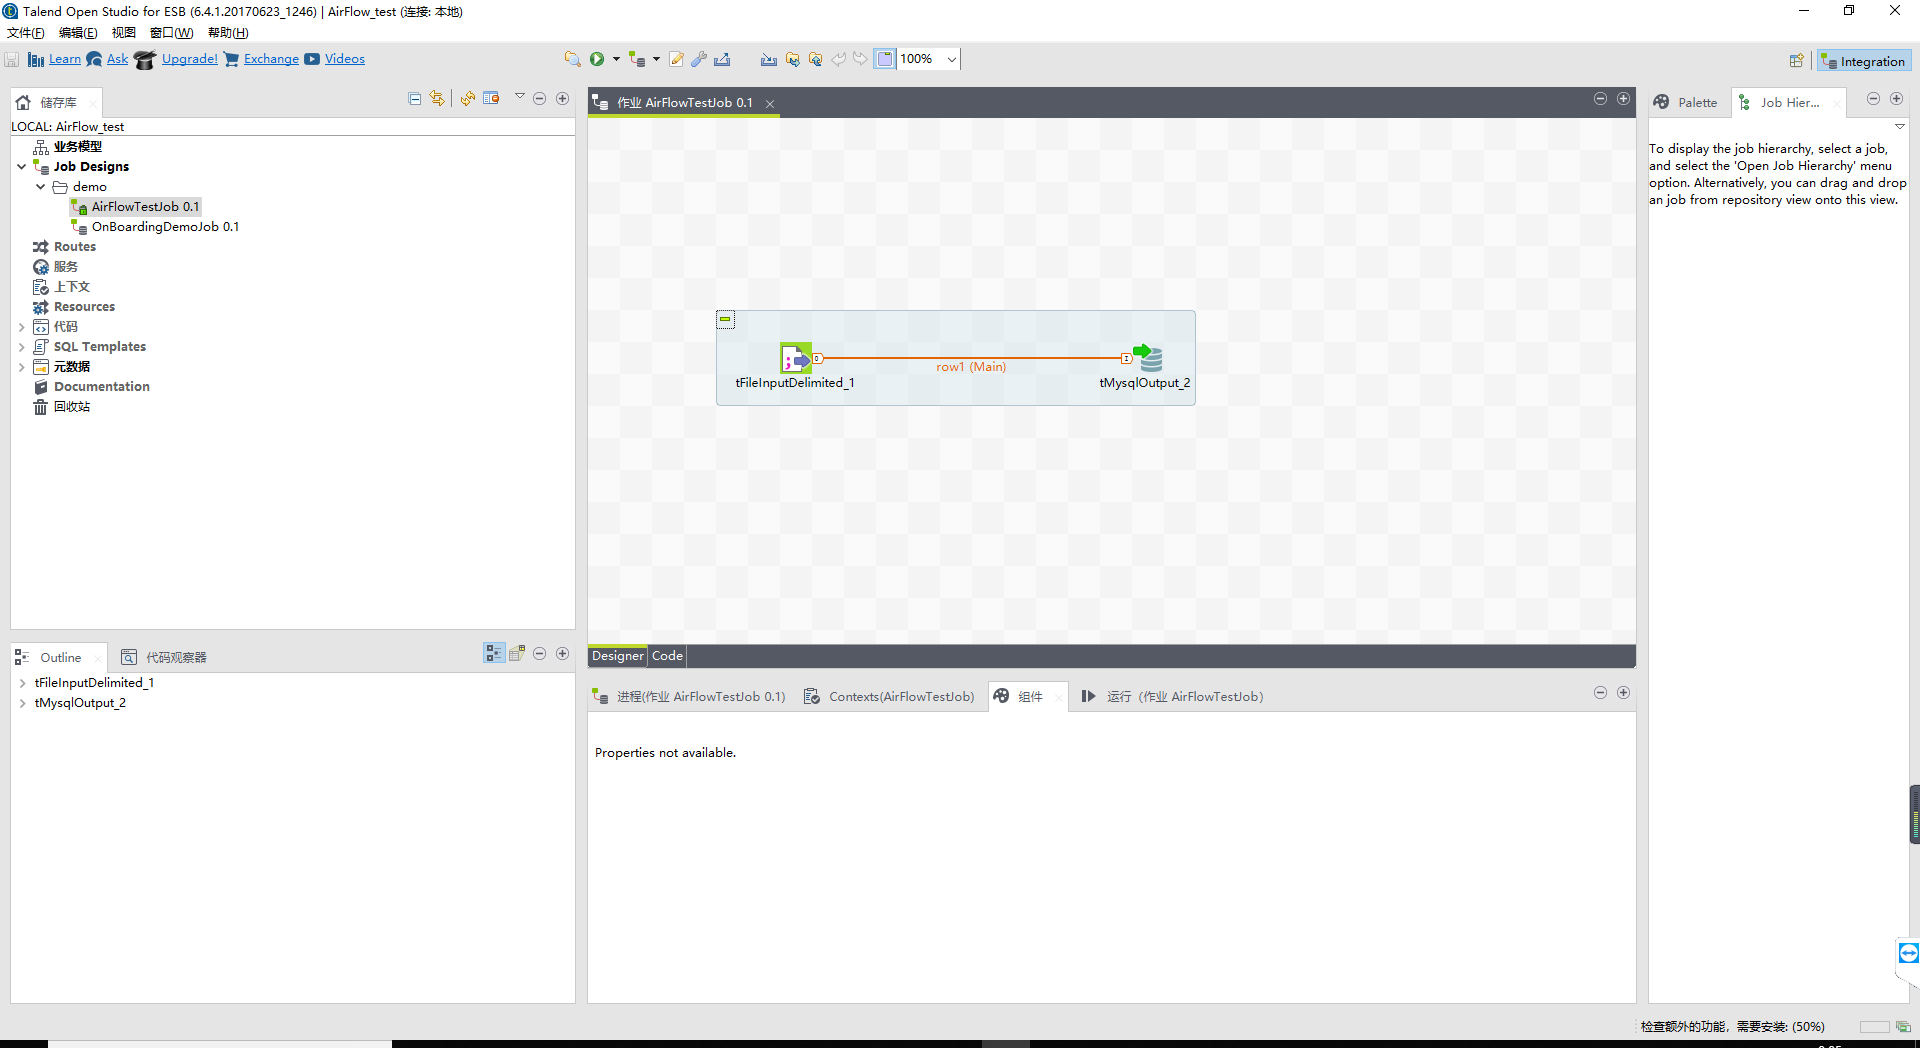 Talend Open Studio for ESB (6.4.1.20170623_1246) | AirFlow_test (连接: 本地)
文件(F) 编辑(E) 视图 窗口(W) 帮助(H)
Learn Ask Upgrade! Exchange Videos 100% Integration
储存库
LOCAL: AirFlow_test
业务模型
Job Designs
demo
AirFlowTestJob 0.1
OnBoardingDemoJob 0.1
Routes
服务
上下文
Resources
代码
SQL Templates
元数据
Documentation
回收站
作业 AirFlowTestJob 0.1
row1 (Main)
tFileInputDelimited_1
tMysqlOutput_2
Designer Code
Palette Job Hier...
To display the job hierarchy, select a job,
and select the 'Open Job Hierarchy' menu
option. Alternatively, you can drag and drop
an job from repository view onto this view.
Outline 代码观察器
tFileInputDelimited_1
tMysqlOutput_2
进程(作业 AirFlowTestJob 0.1) Contexts(AirFlowTestJob) 组件 运行（作业 AirFlowTestJob）
Properties not available.
检查额外的功能，需要安装: (50%)